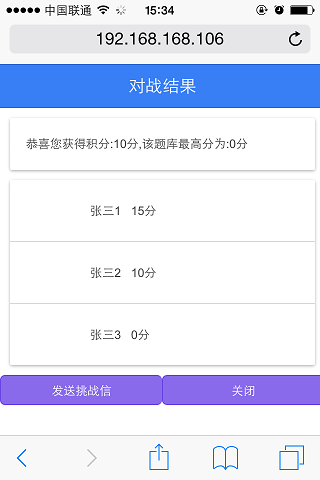 中国联通 15:34
192.168.168.106
对战结果
恭喜您获得积分:10分,该题库最高分为:0分
张三1 15分
张三2 10分
张三3 0分
发送挑战信 关闭